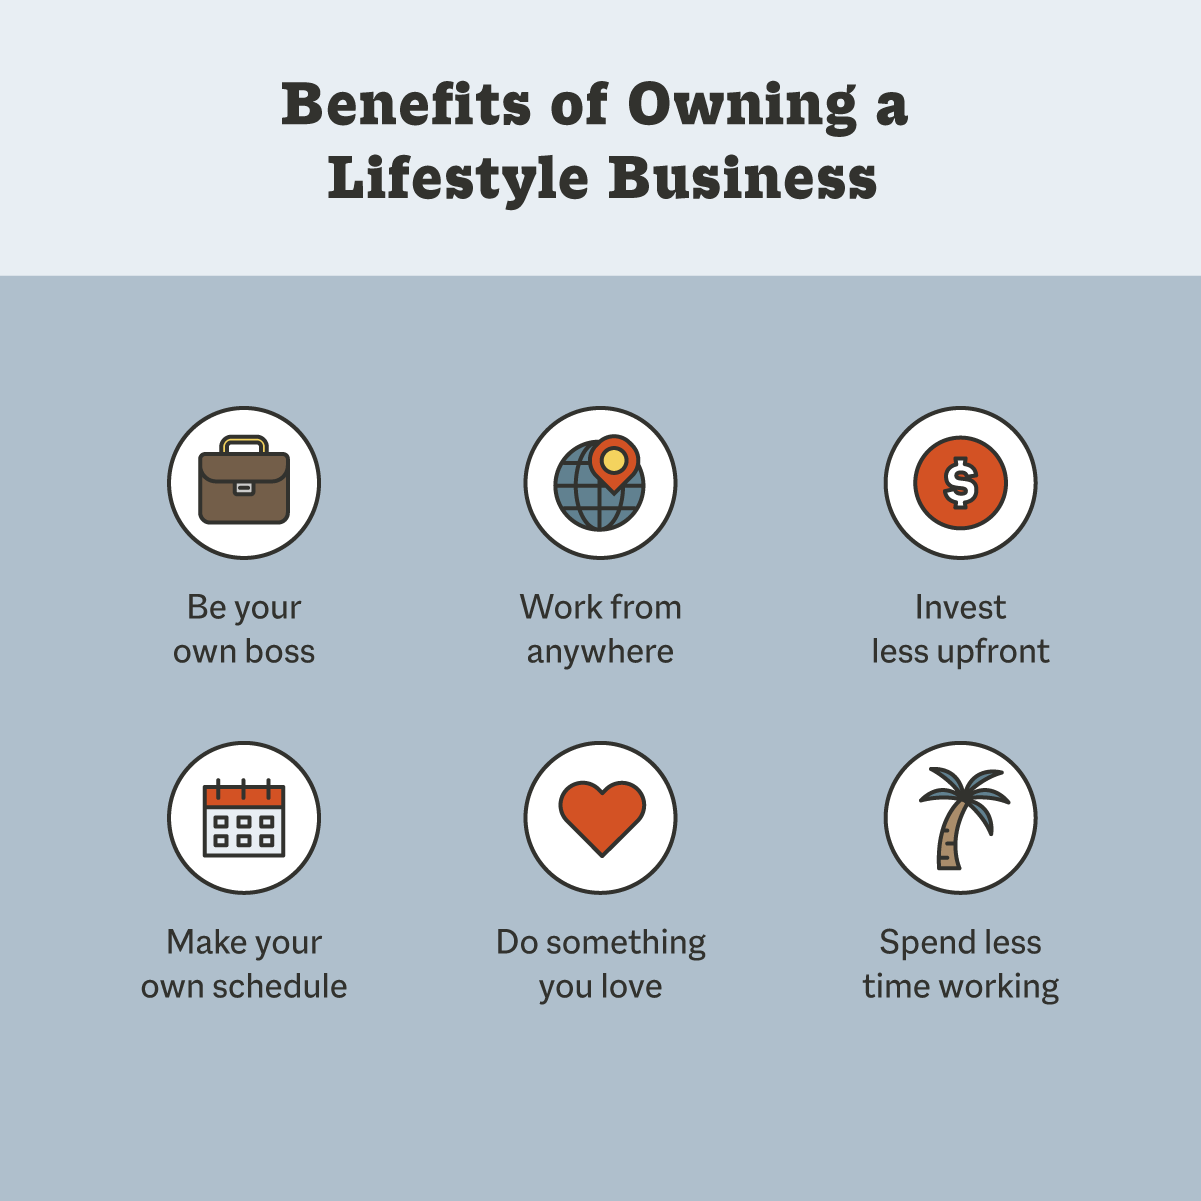 Benefits of Owning a
Lifestyle Business
$
Be your
own boss
Work from
anywhere
Invest
less upfront
Make your
own schedule
Do something
you love
Spend less
time working